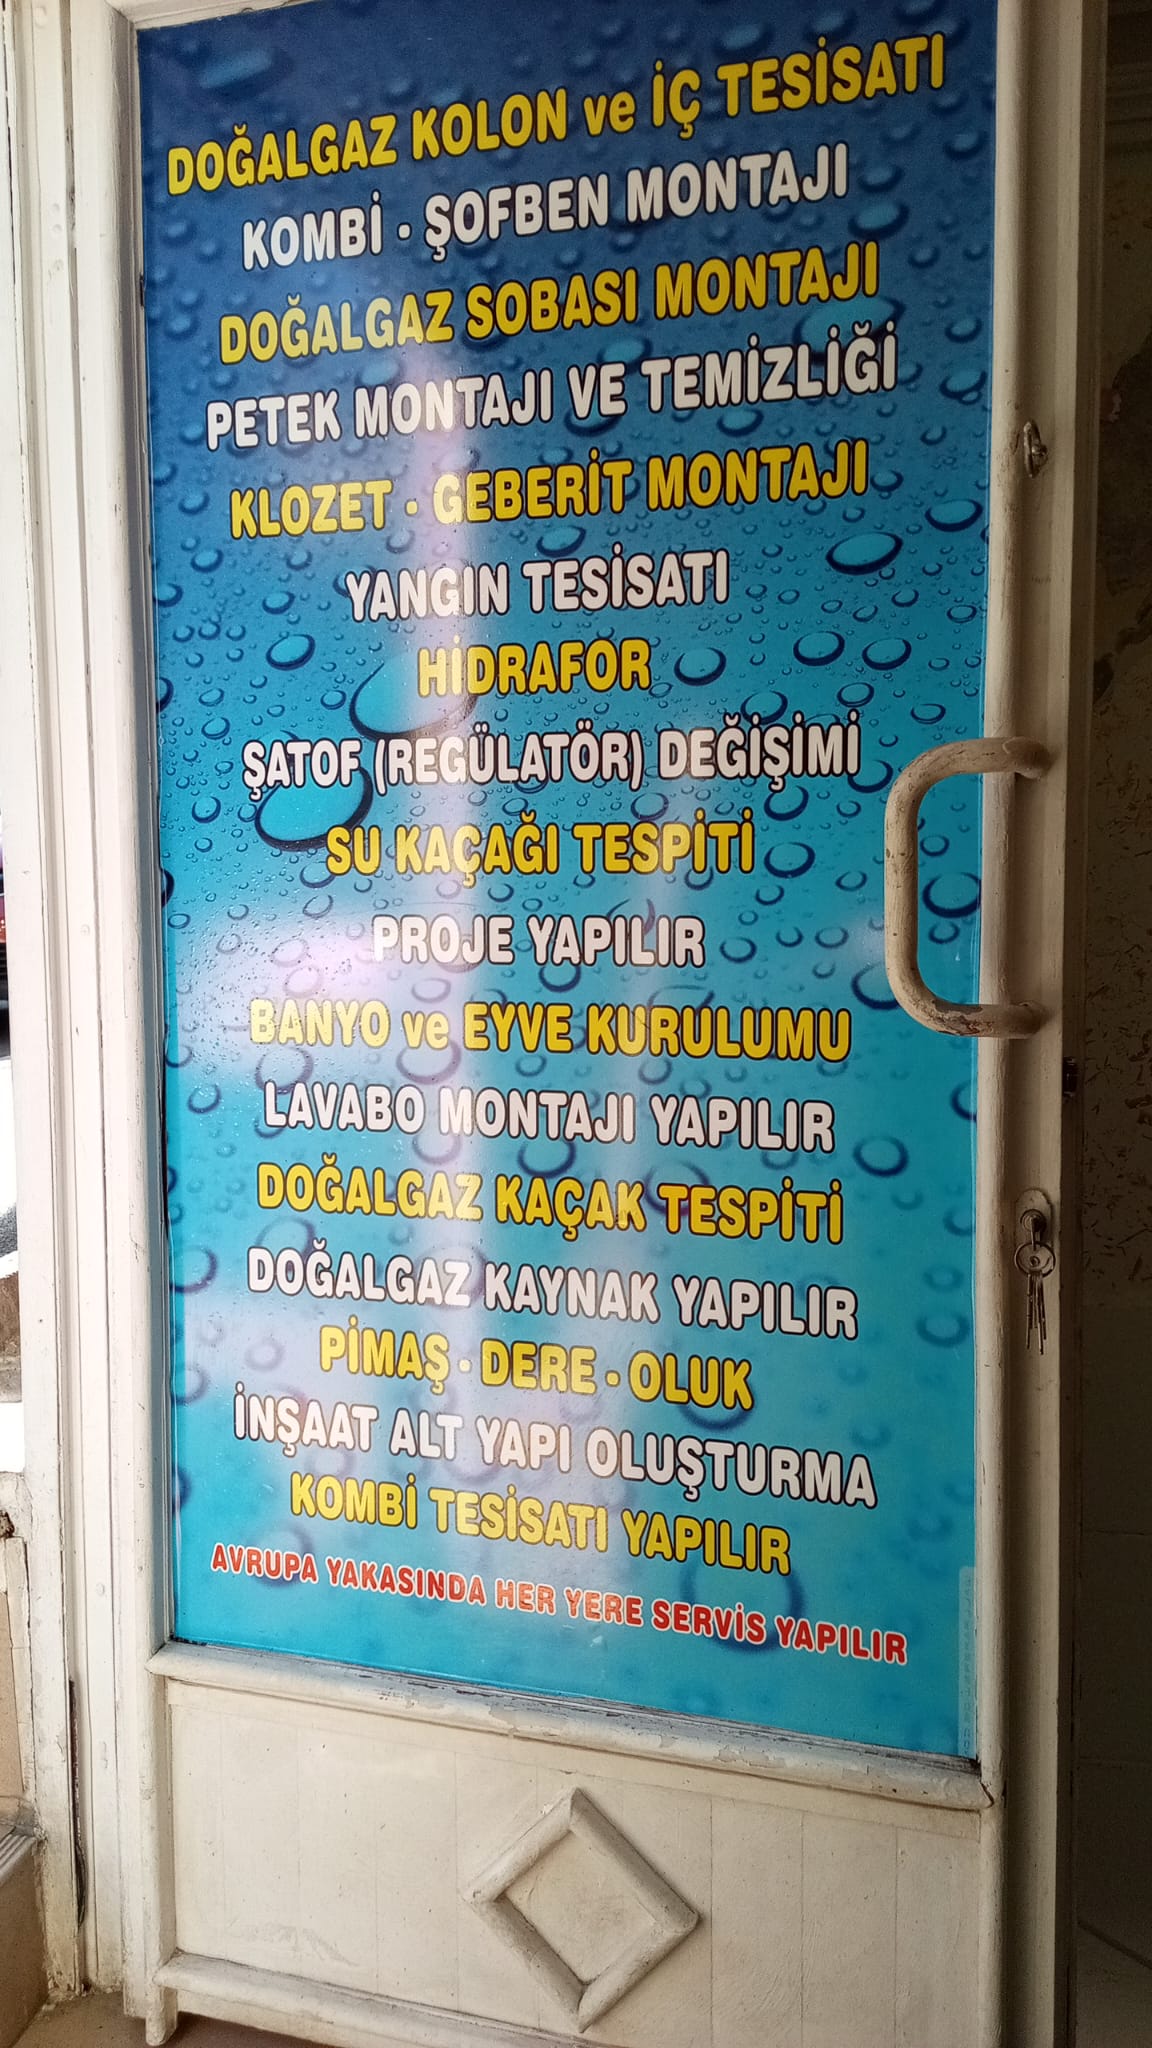 DOĞALGAZ KOLON ve İÇ TESİSATI
KOMBİ - ŞOFBEN MONTAJI
DOĞALGAZ SOBASI MONTAJI
PETEK MONTAJI VE TEMİZLİĞİ
KLOZET - GEBERİT MONTAJI
YANGIN TESİSATI
HİDRAFOR
ŞATOF (REGÜLATÖR) DEĞİŞİMİ
SU KAÇAĞI TESPİTİ
PROJE YAPILIR
BANYO ve EYVE KURULUMU
LAVABO MONTAJI YAPILIR
DOĞALGAZ KAÇAK TESPİTİ
DOĞALGAZ KAYNAK YAPILIR
PİMAŞ - DERE - OLUK
İNŞAAT ALT YAPI OLUŞTURMA
KOMBİ TESİSATI YAPILIR
AVRUPA YAKASINDA HER YERE SERVİS YAPILIR